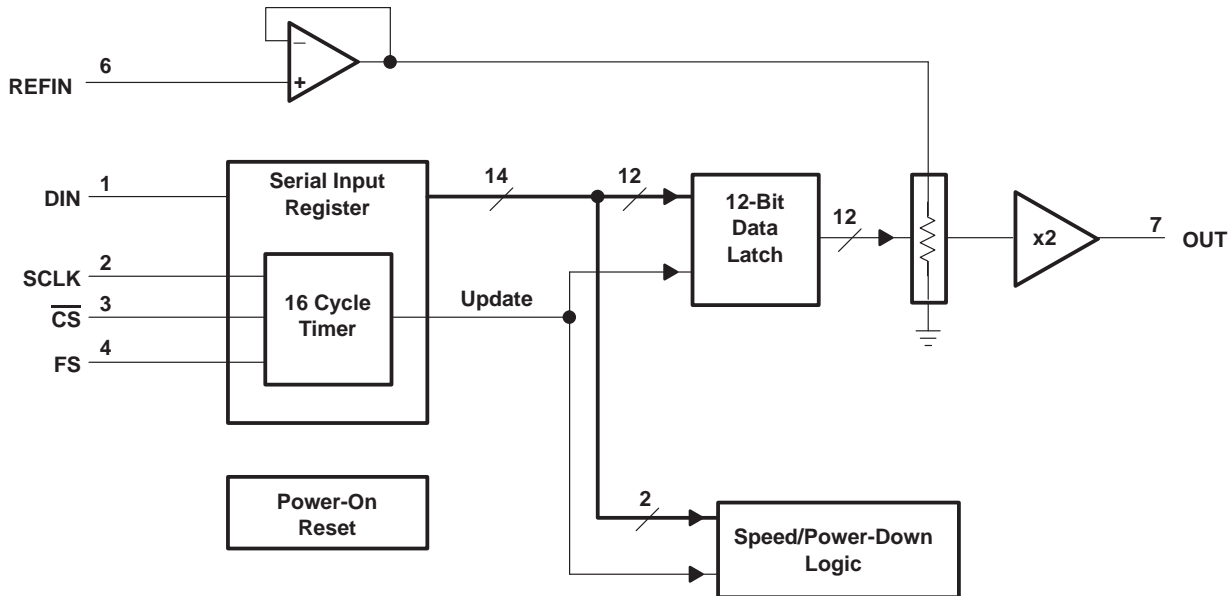 6
REFIN
−
+
DIN
1
Serial Input
Register
14
12
12-Bit
Data
Latch
12
x2
7
OUT
SCLK
2
C̅S̅
3
FS
4
16 Cycle
Timer
Update
Power-On
Reset
2
Speed/Power-Down
Logic